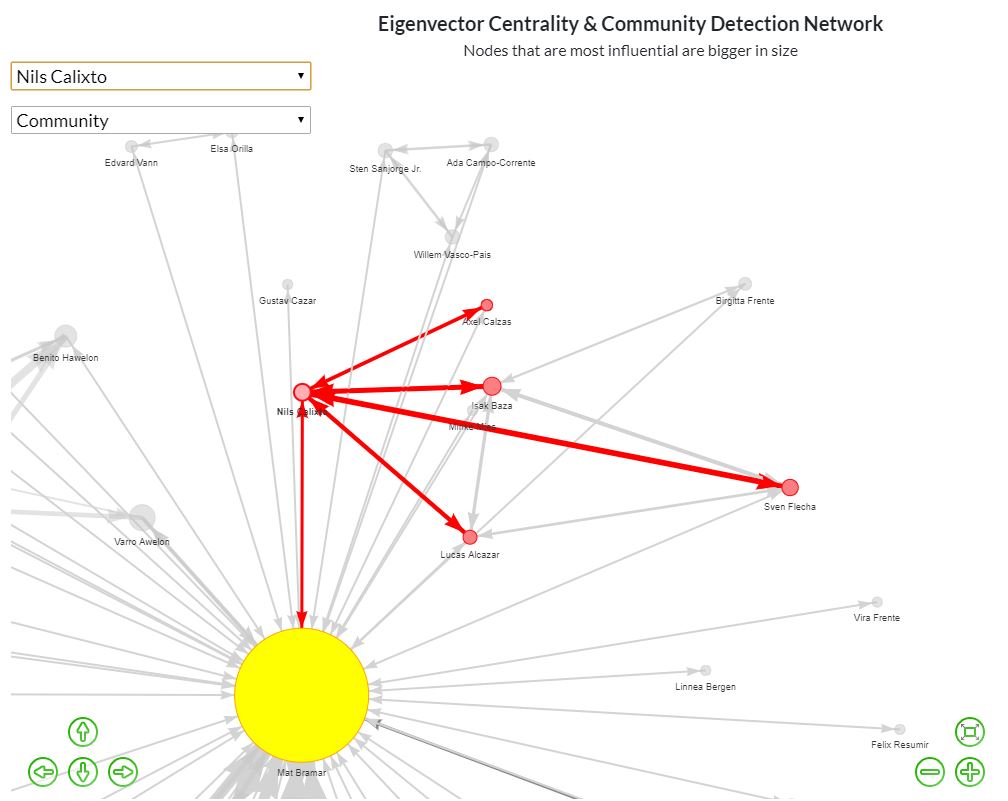 Eigenvector Centrality & Community Detection Network
Nodes that are most influential are bigger in size
Nils Calixto
Community
Edvard Vann
Elsa Orilla
Sten Sanjorge Jr.
Ada Campo-Corrente
Willem Vasco-Pais
Gustav Cazar
Birgitta Frente
Axel Calzas
Benito Hawelon
Nils Calixto
Isak Baza
Mies
Sven Flecha
Varro Awelon
Lucas Alcazar
Vira Frente
Linnea Bergen
Felix Resumir
Mat Bramar